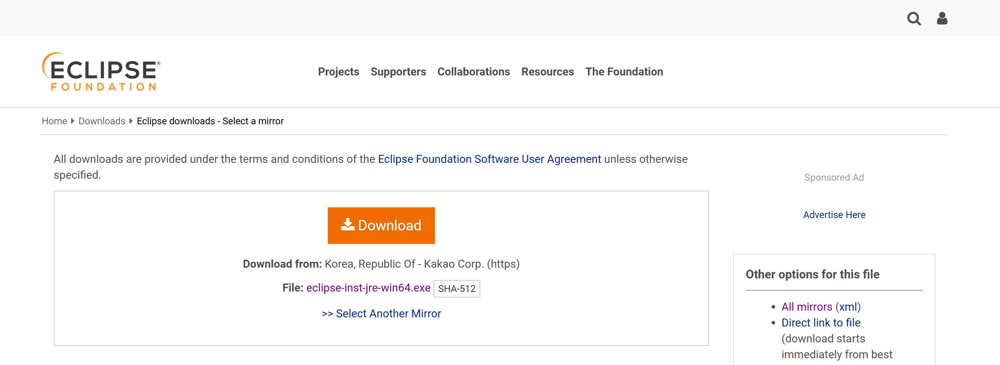 ECLIPSE®
FOUNDATION
Projects Supporters Collaborations Resources The Foundation
Home Downloads Eclipse downloads - Select a mirror
All downloads are provided under the terms and conditions of the Eclipse Foundation Software User Agreement unless otherwise
specified.
Download
Download from: Korea, Republic Of - Kakao Corp. (https)
File: eclipse-inst-jre-win64.exe SHA-512
>> Select Another Mirror
Sponsored Ad
Advertise Here
Other options for this file
• All mirrors (xml)
• Direct link to file
(download starts
immediately from best